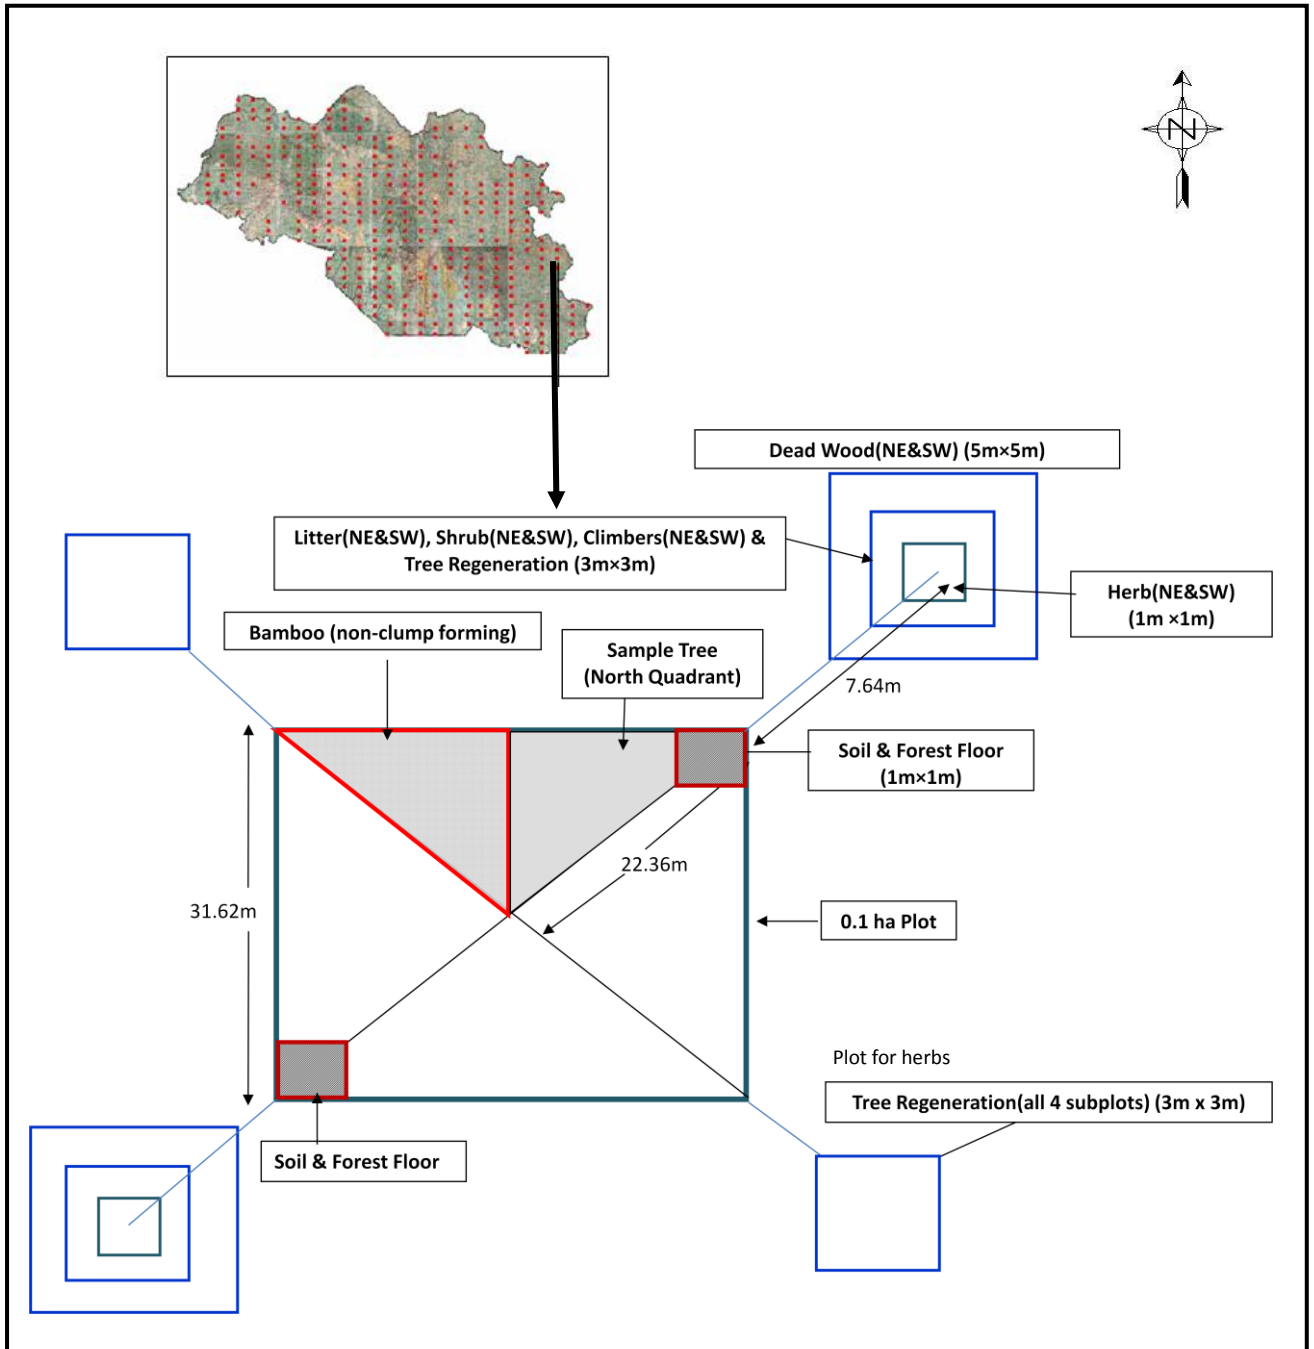 N
Dead Wood(NE&SW) (5m×5m)
Litter(NE&SW), Shrub(NE&SW), Climbers(NE&SW) &
Tree Regeneration (3m×3m)
Herb(NE&SW)
(1m ×1m)
Bamboo (non-clump forming)
Sample Tree
(North Quadrant)
7.64m
Soil & Forest Floor
(1m×1m)
22.36m
31.62m
0.1 ha Plot
Plot for herbs
Tree Regeneration(all 4 subplots) (3m x 3m)
Soil & Forest Floor